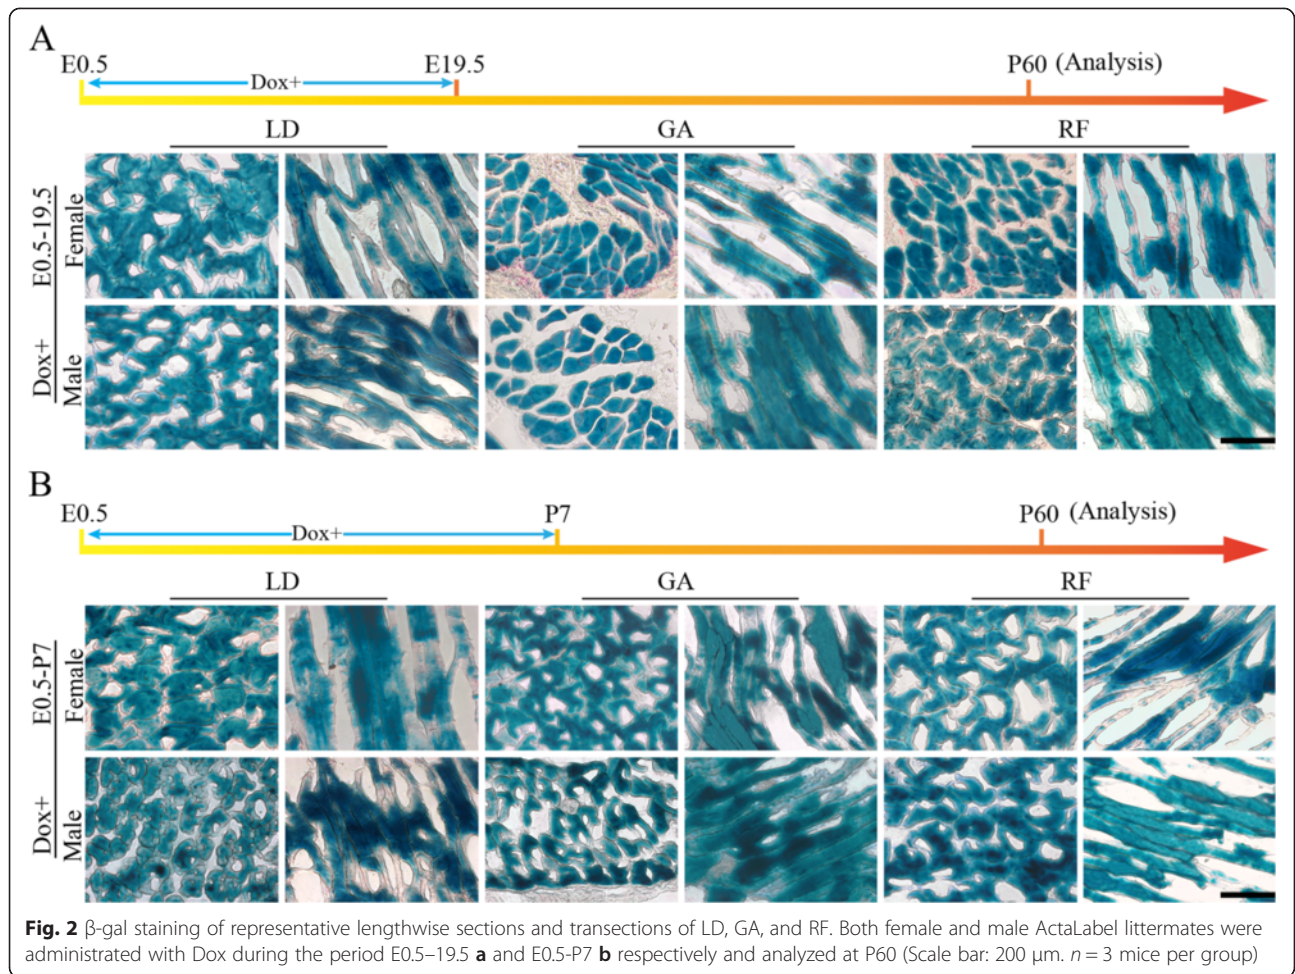 A
E0.5 E19.5 P60 (Analysis)
Dox+
LD GA RF
Dox+ E0.5-19.5
Female
Male
B
E0.5 P7 P60 (Analysis)
Dox+
LD GA RF
Dox+ E0.5-P7
Female
Male
Fig. 2 β-gal staining of representative lengthwise sections and transections of LD, GA, and RF. Both female and male ActaLabel littermates were
administrated with Dox during the period E0.5–19.5 a and E0.5-P7 b respectively and analyzed at P60 (Scale bar: 200 μm. n = 3 mice per group)